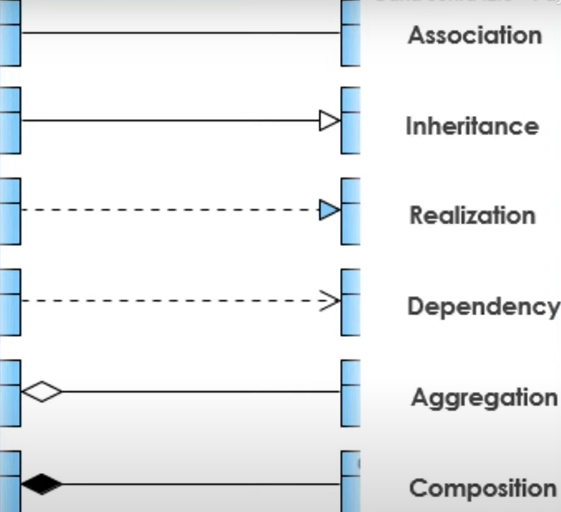 Association
Inheritance
Realization
Dependency
Aggregation
Composition